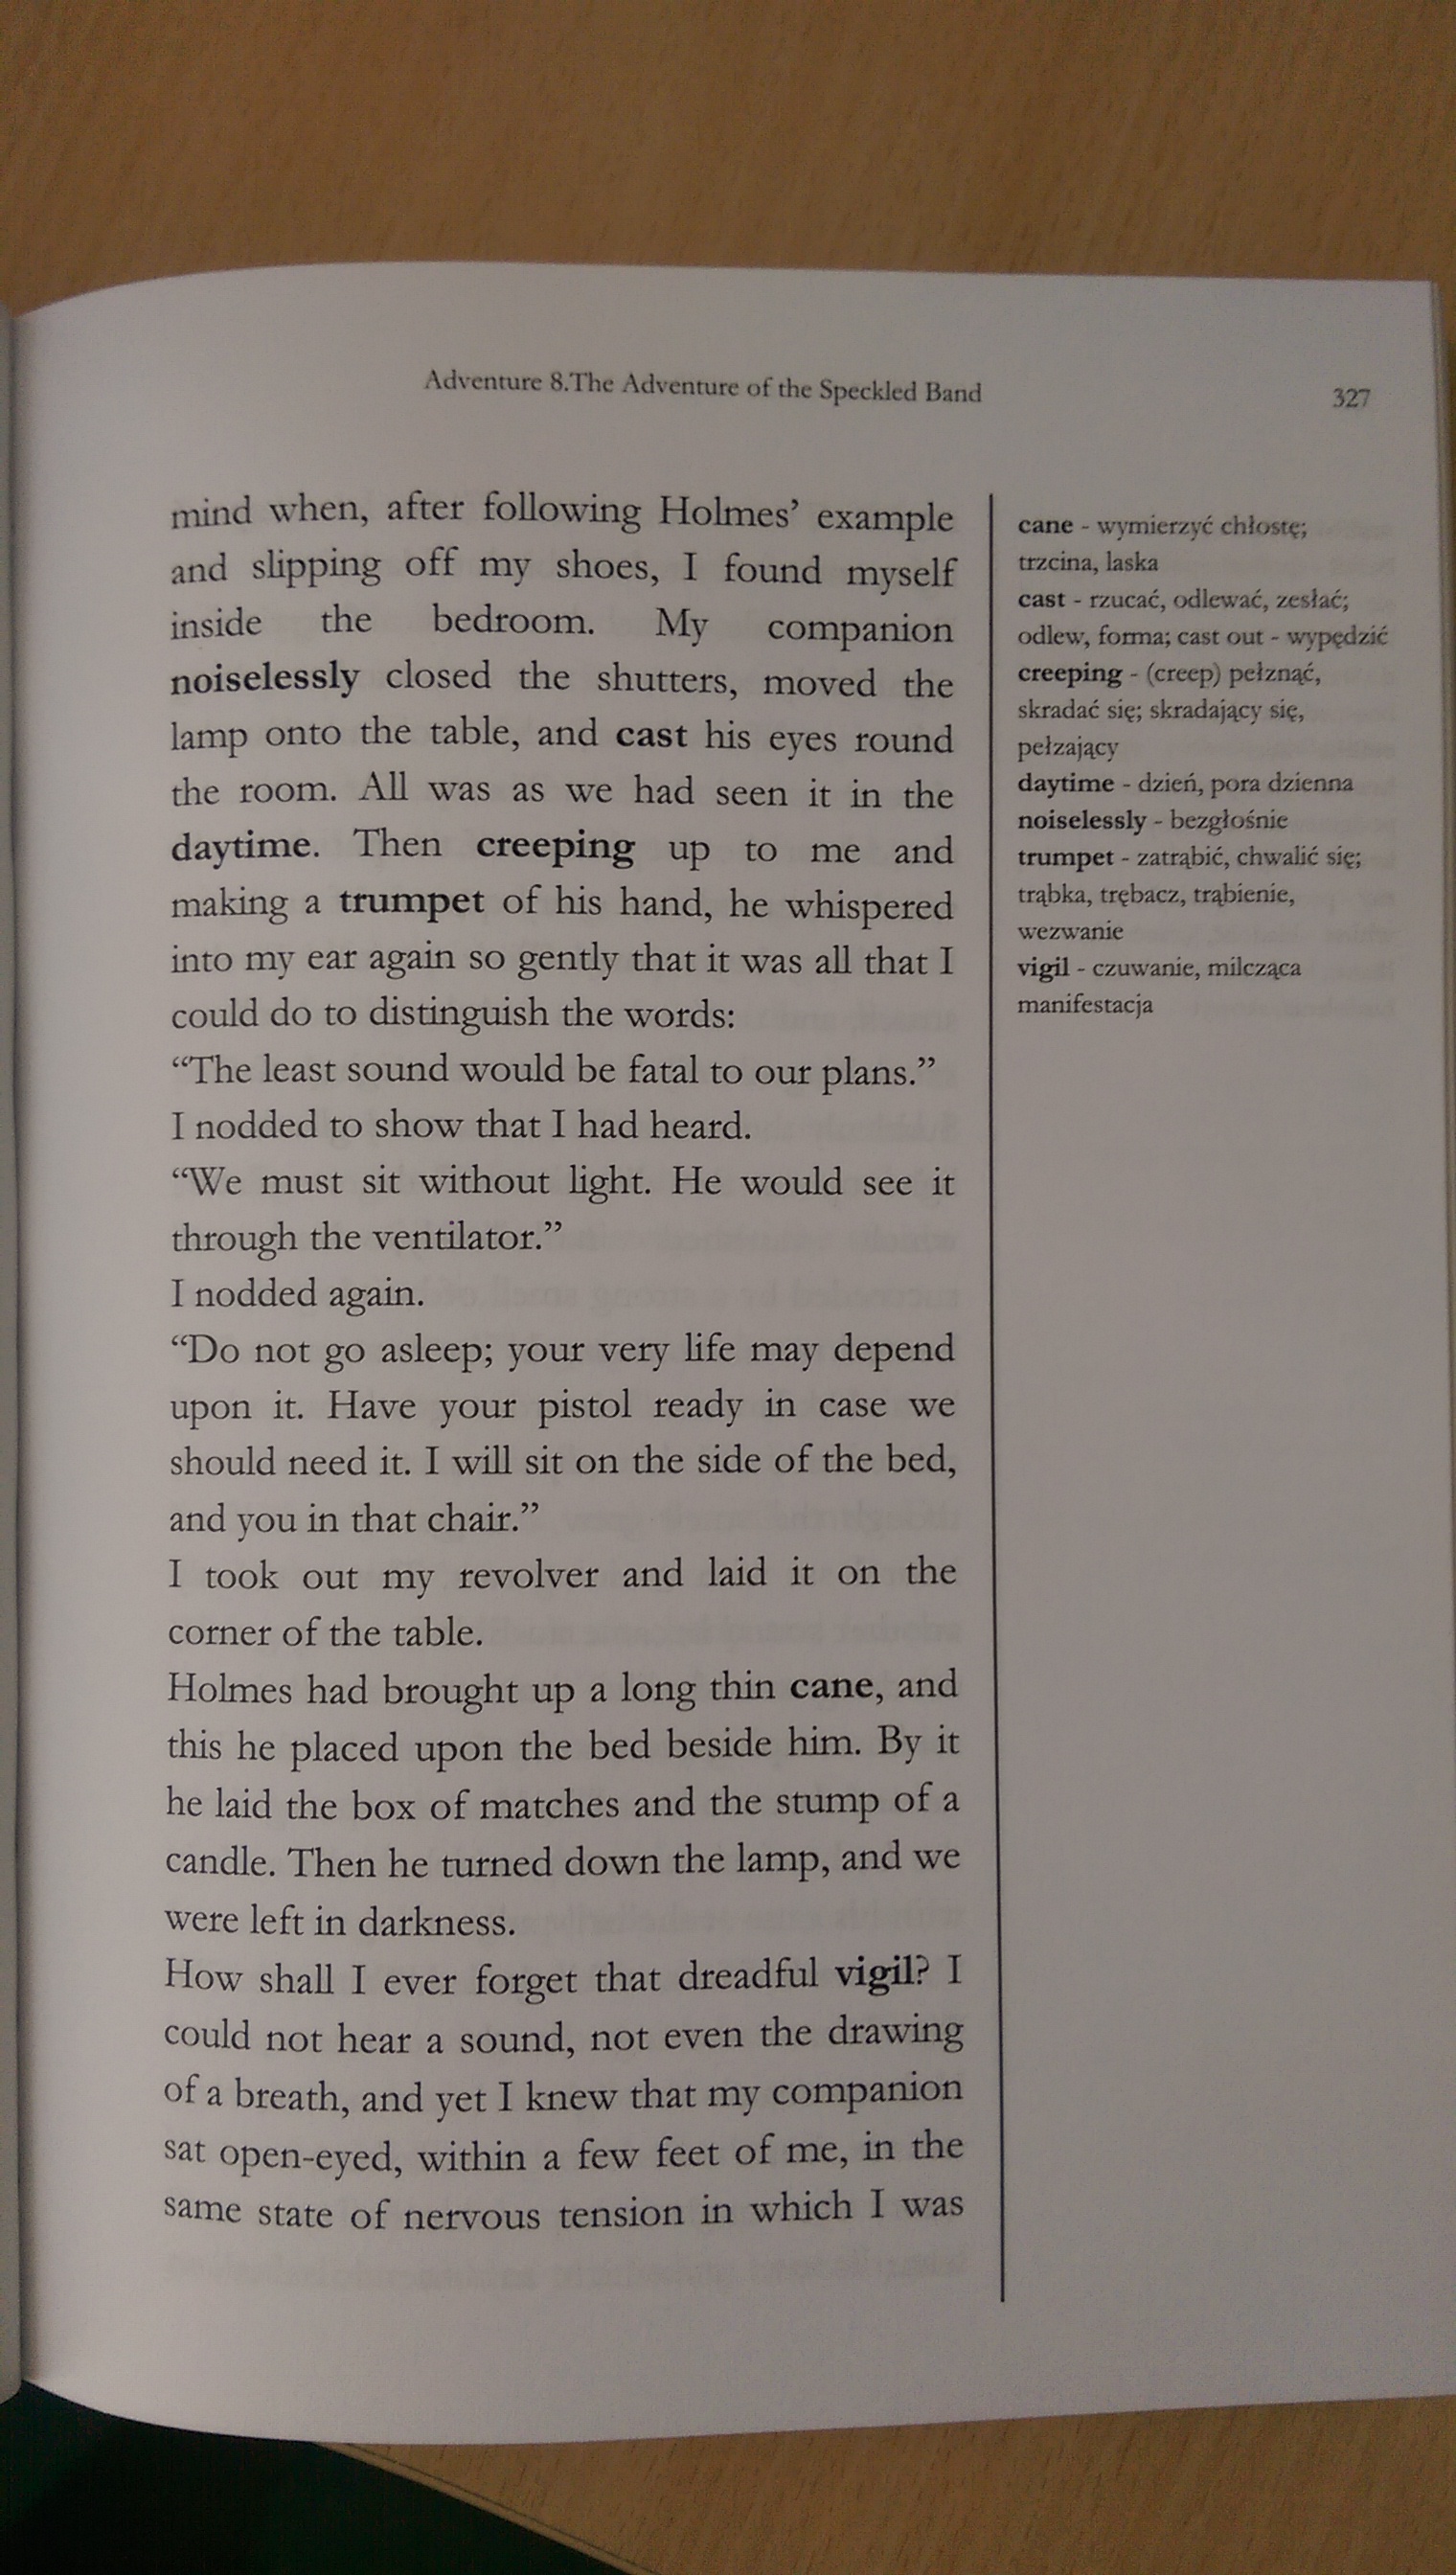 Adventure 8.The Adventure of the Speckled Band
327
mind when, after following Holmes’ example
and slipping off my shoes, I found myself
inside the bedroom. My companion
noiselessly closed the shutters, moved the
lamp onto the table, and cast his eyes round
the room. All was as we had seen it in the
daytime. Then creeping up to me and
making a trumpet of his hand, he whispered
into my ear again so gently that it was all that I
could do to distinguish the words:
“The least sound would be fatal to our plans.”
I nodded to show that I had heard.
“We must sit without light. He would see it
through the ventilator.”
I nodded again.
“Do not go asleep; your very life may depend
upon it. Have your pistol ready in case we
should need it. I will sit on the side of the bed,
and you in that chair.”
I took out my revolver and laid it on the
corner of the table.
Holmes had brought up a long thin cane, and
this he placed upon the bed beside him. By it
he laid the box of matches and the stump of a
candle. Then he turned down the lamp, and we
were left in darkness.
How shall I ever forget that dreadful vigil? I
could not hear a sound, not even the drawing
of a breath, and yet I knew that my companion
sat open-eyed, within a few feet of me, in the
same state of nervous tension in which I was
cane - wymierzyć chłostę;
trzcina, laska
cast - rzucać, odlewać, zesłać;
odlew, forma; cast out - wypędzić
creeping - (creep) pełznąć,
skradać się; skradający się,
pełzający
daytime - dzień, pora dzienna
noiselessly - bezgłośnie
trumpet - zatrąbić, chwalić się;
trąbka, trębacz, trąbienie,
wezwanie
vigil - czuwanie, milcząca
manifestacja